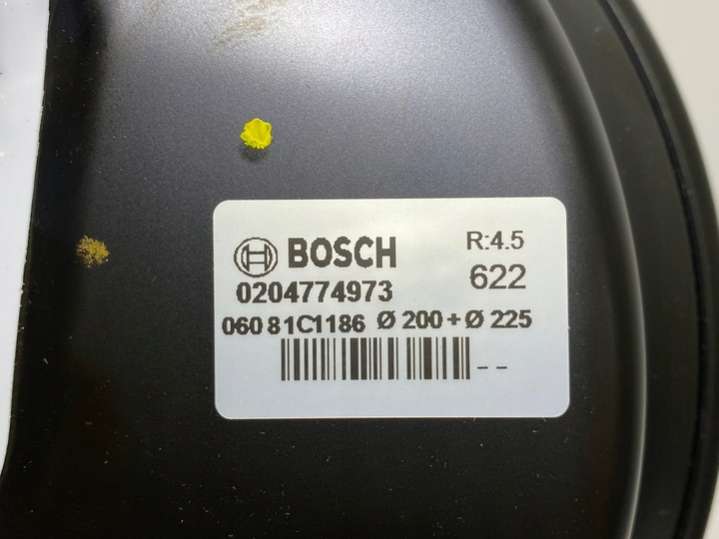 BOSCH R:4.5
0204774973 622
060 81C1186 Ø 200 + Ø 225
--